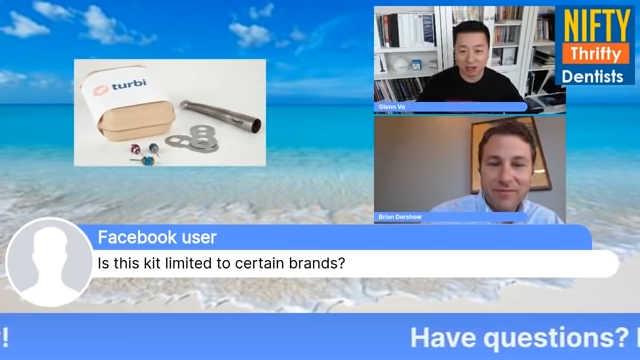 turbi
Glenn Vo
NIFTY
Thrifty
Dentists
Brian Dershow
Facebook user
Is this kit limited to certain brands?
! Have questions?